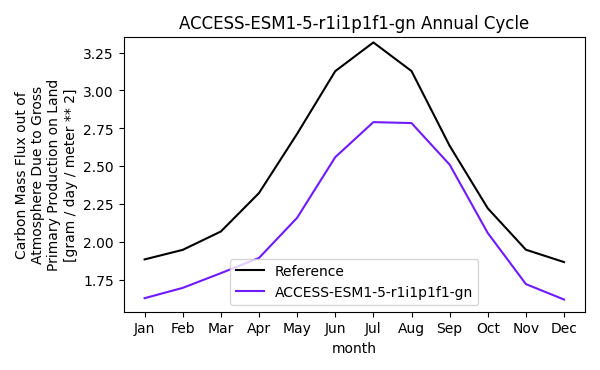 ACCESS-ESM1-5-r1i1p1f1-gn Annual Cycle
Carbon Mass Flux out of
Atmosphere Due to Gross
Primary Production on Land
[gram / day / meter ** 2]
3.25
3.00
2.75
2.50
2.25
2.00
1.75
Reference
ACCESS-ESM1-5-r1i1p1f1-gn
Jan Feb Mar Apr May Jun Jul Aug Sep Oct Nov Dec
month